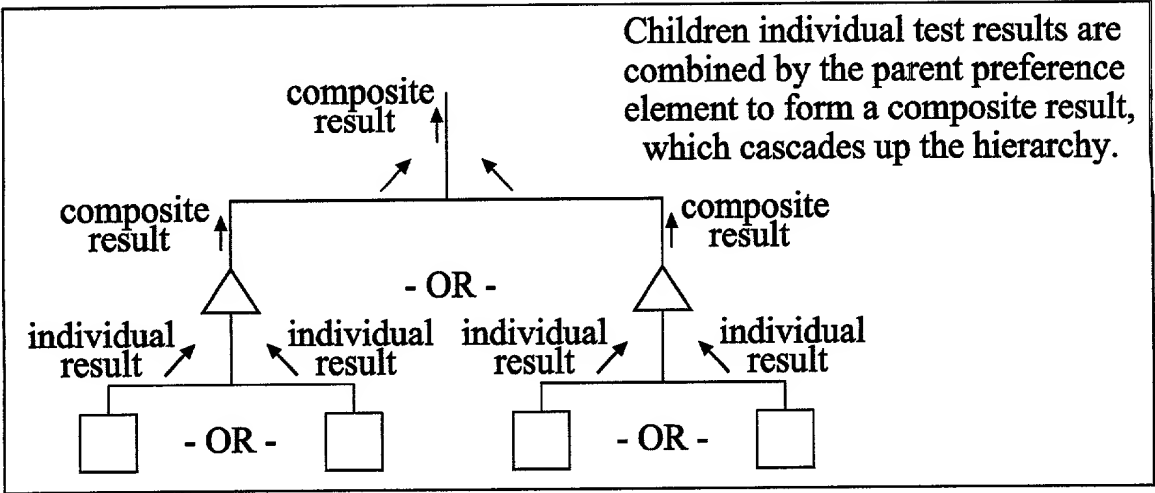 Children individual test results are
combined by the parent preference
element to form a composite result,
which cascades up the hierarchy.
composite
result
composite
result
composite
result
- OR -
individual
result
individual
result
individual
result
individual
result
- OR -
- OR -